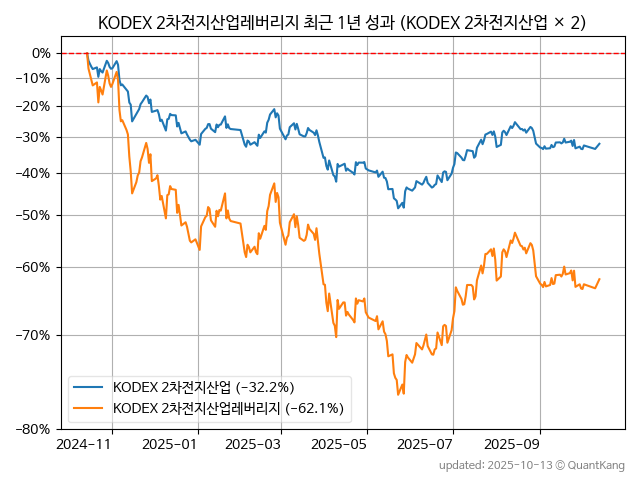 KODEX 2차전지산업레버리지 최근 1년 성과 (KODEX 2차전지산업 × 2)
0%
−10%
−20%
−30%
−40%
−50%
−60%
−70%
−80%
KODEX 2차전지산업 (−32.2%)
KODEX 2차전지산업레버리지 (−62.1%)
2024-11 2025-01 2025-03 2025-05 2025-07 2025-09
updated: 2025-10-13 © QuantKang